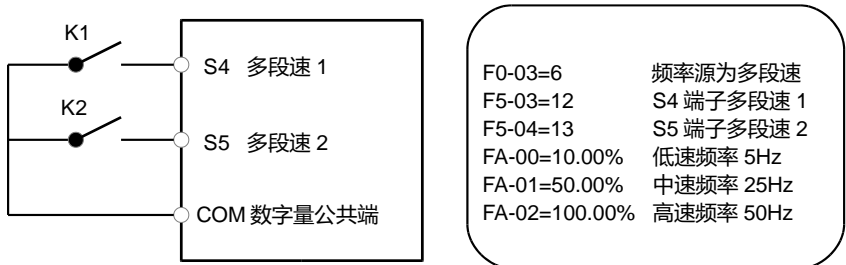 K1
S4 多段速 1
K2
S5 多段速 2
COM 数字量公共端
F0-03=6 频率源为多段速
F5-03=12 S4 端子多段速 1
F5-04=13 S5 端子多段速 2
FA-00=10.00% 低速频率 5Hz
FA-01=50.00% 中速频率 25Hz
FA-02=100.00% 高速频率 50Hz